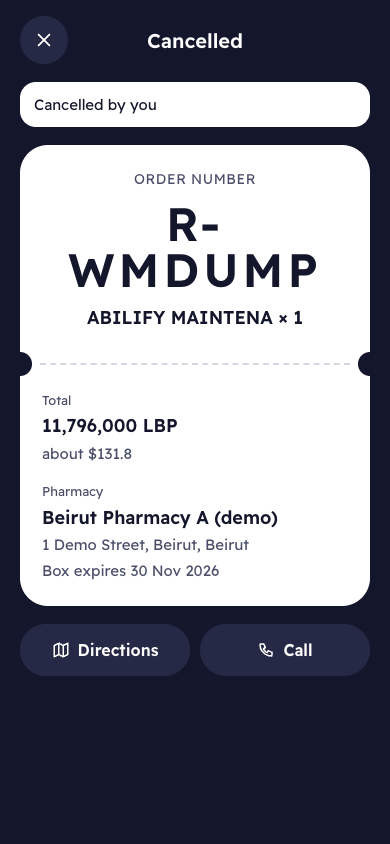 Cancelled
Cancelled by you
ORDER NUMBER
R-
WMDUMP
ABILIFY MAINTENA × 1
Total
11,796,000 LBP
about $131.8
Pharmacy
Beirut Pharmacy A (demo)
1 Demo Street, Beirut, Beirut
Box expires 30 Nov 2026
Directions
Call